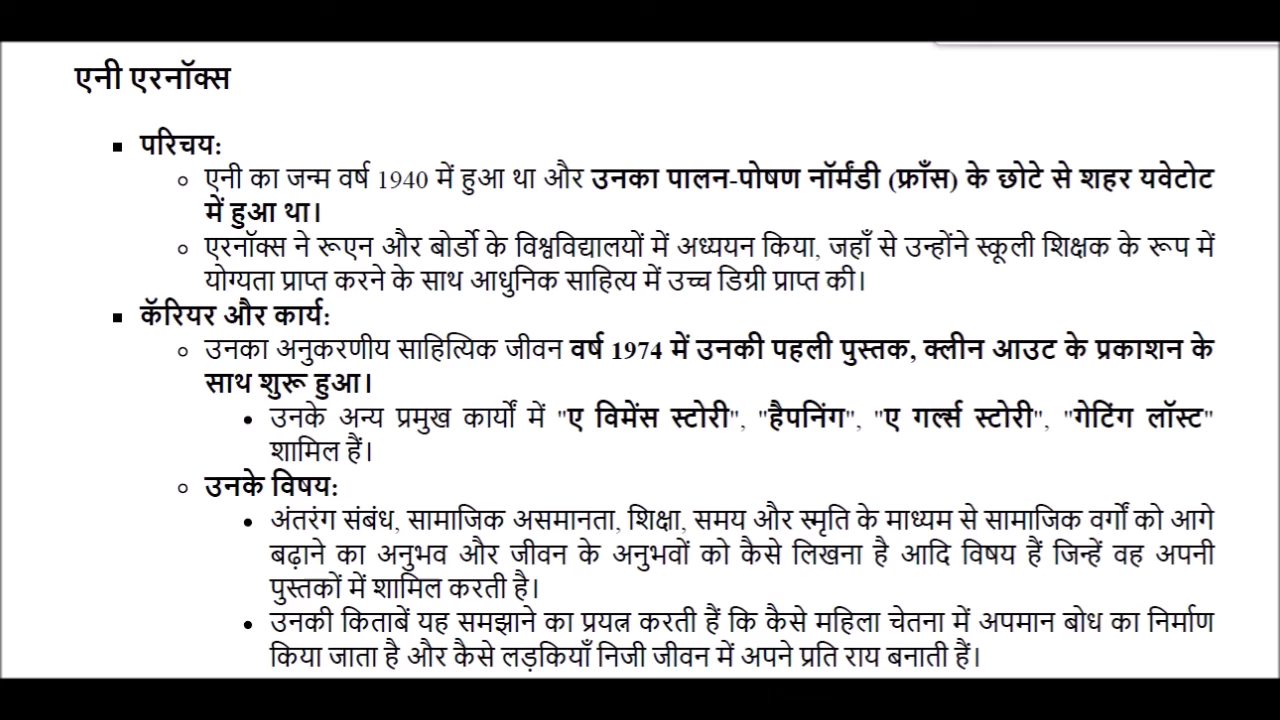 एनी एरनॉक्स
▪ परिचय:
○ एनी का जन्म वर्ष 1940 में हुआ था और उनका पालन-पोषण नॉर्मंडी (फ्राँस) के छोटे से शहर यवेटोट
में हुआ था।
○ एरनॉक्स ने रूएन और बोर्डो के विश्वविद्यालयों में अध्ययन किया, जहाँ से उन्होंने स्कूली शिक्षक के रूप में
योग्यता प्राप्त करने के साथ आधुनिक साहित्य में उच्च डिग्री प्राप्त की।
▪ कॅरियर और कार्य:
○ उनका अनुकरणीय साहित्यिक जीवन वर्ष 1974 में उनकी पहली पुस्तक, क्लीन आउट के प्रकाशन के
साथ शुरू हुआ।
• उनके अन्य प्रमुख कार्यों में "ए विमेंस स्टोरी", "हैपनिंग", "ए गर्ल्स स्टोरी", "गेटिंग लॉस्ट"
शामिल हैं।
○ उनके विषय:
• अंतरंग संबंध, सामाजिक असमानता, शिक्षा, समय और स्मृति के माध्यम से सामाजिक वर्गों को आगे
बढ़ाने का अनुभव और जीवन के अनुभवों को कैसे लिखना है आदि विषय हैं जिन्हें वह अपनी
पुस्तकों में शामिल करती है।
• उनकी किताबें यह समझाने का प्रयत्न करती हैं कि कैसे महिला चेतना में अपमान बोध का निर्माण
किया जाता है और कैसे लड़कियाँ निजी जीवन में अपने प्रति राय बनाती हैं।